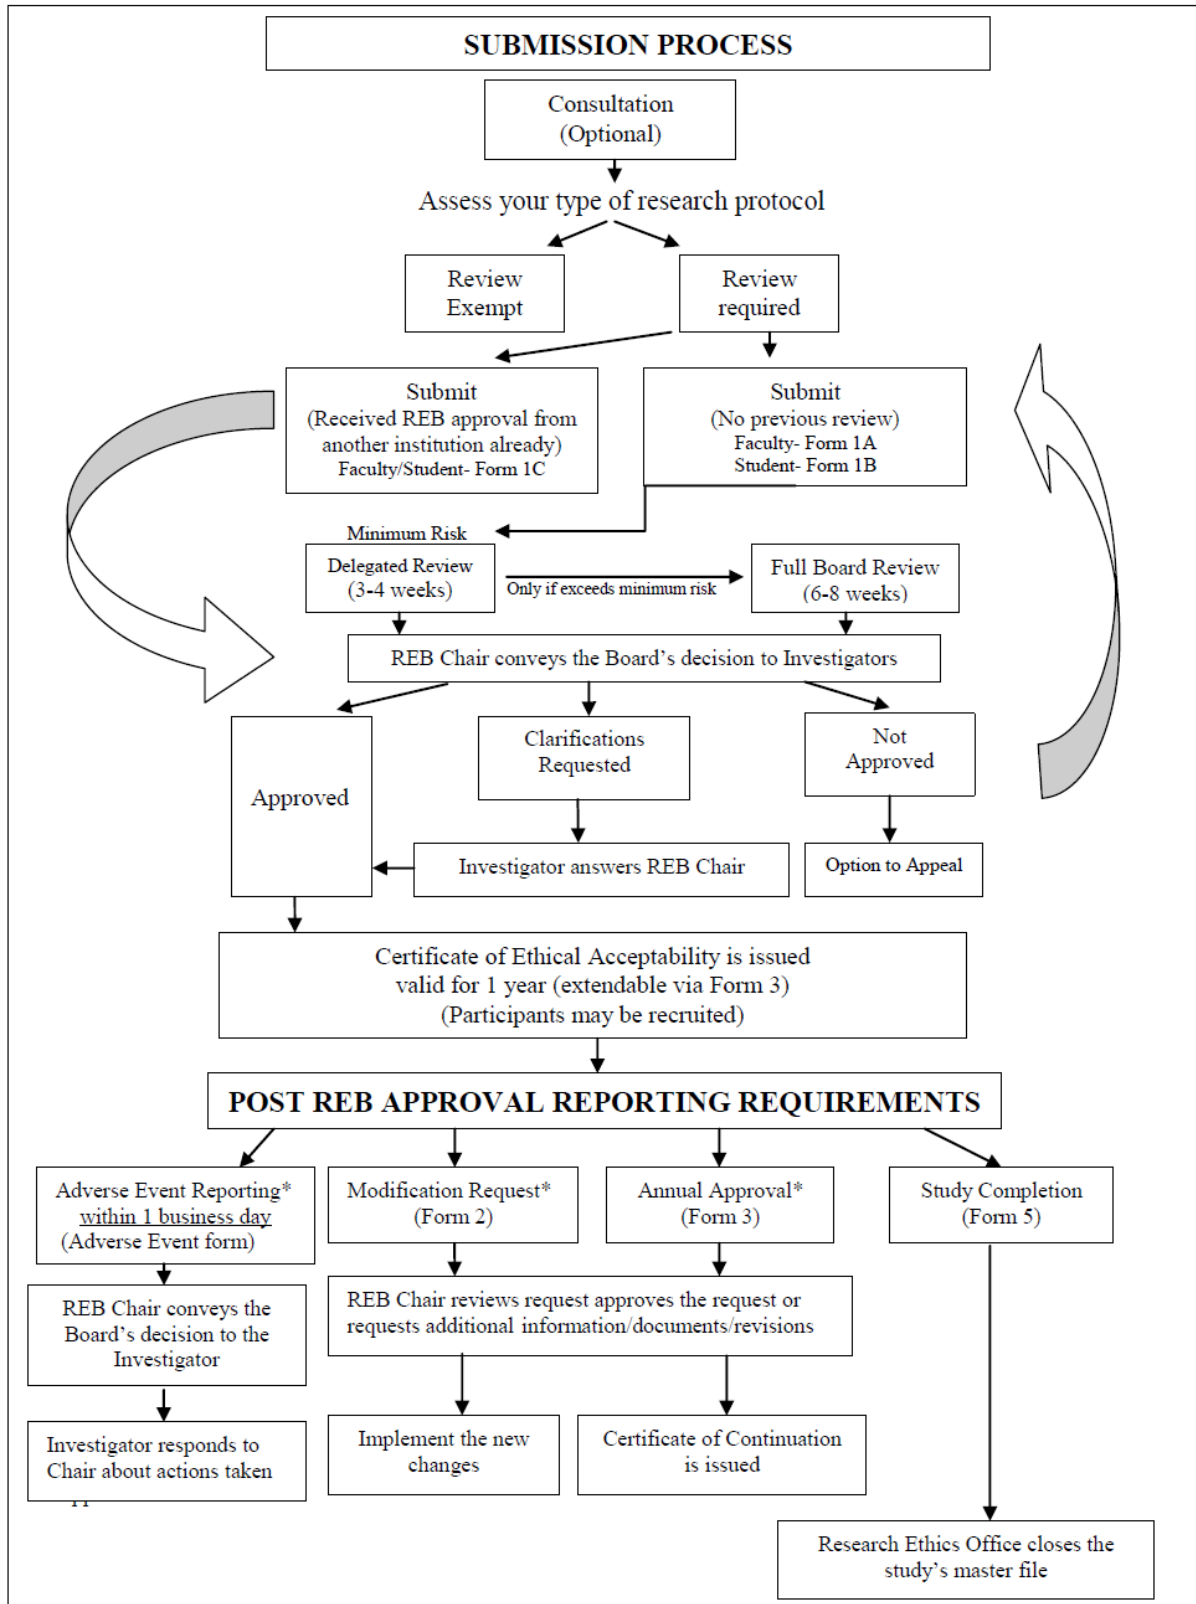 SUBMISSION PROCESS
Consultation
(Optional)
Assess your type of research protocol
Review
Exempt
Review
required
Submit
(Received REB approval from
another institution already)
Faculty/Student- Form 1C
Submit
(No previous review)
Faculty- Form 1A
Student- Form 1B
Minimum Risk
Delegated Review
(3-4 weeks)
Only if exceeds minimum risk
Full Board Review
(6-8 weeks)
REB Chair conveys the Board's decision to Investigators
Approved
Clarifications
Requested
Not
Approved
Investigator answers REB Chair
Option to Appeal
Certificate of Ethical Acceptability is issued
valid for 1 year (extendable via Form 3)
(Participants may be recruited)
POST REB APPROVAL REPORTING REQUIREMENTS
Adverse Event Reporting*
within 1 business day
(Adverse Event form)
Modification Request*
(Form 2)
Annual Approval*
(Form 3)
Study Completion
(Form 5)
REB Chair conveys the
Board's decision to the
Investigator
REB Chair reviews request approves the request or
requests additional information/documents/revisions
Investigator responds to
Chair about actions taken
Implement the new
changes
Certificate of Continuation
is issued
Research Ethics Office closes the
study's master file